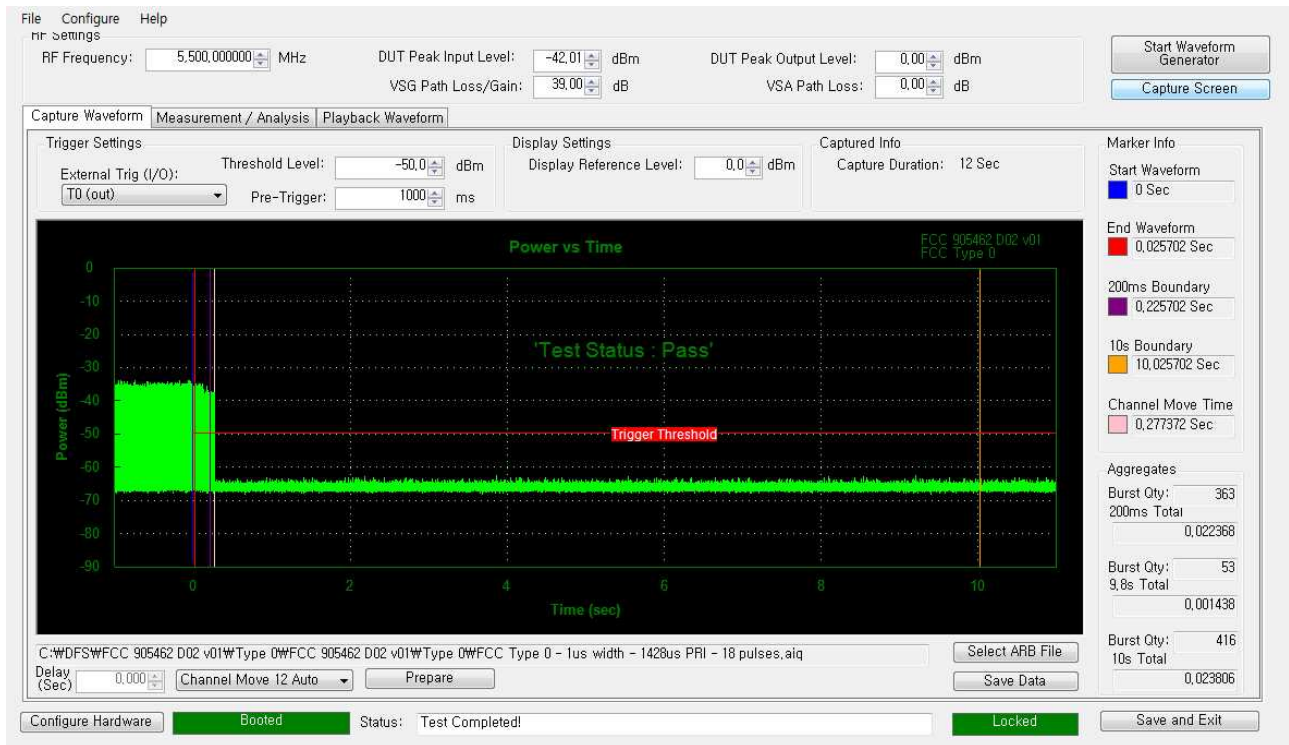 File Configure Help
RF Settings
RF Frequency: 5,500,000000 MHz DUT Peak Input Level: -42,01 dBm DUT Peak Output Level: 0,00 dBm
VSG Path Loss/Gain: 39,00 dB VSA Path Loss: 0,00 dB
Start Waveform
Generator
Capture Screen
Capture Waveform Measurement / Analysis Playback Waveform
Trigger Settings
External Trig (I/O):
T0 (out)
Threshold Level: -50,0 dBm
Pre-Trigger: 1000 ms
Display Settings
Display Reference Level: 0,0 dBm
Captured Info
Capture Duration: 12 Sec
Power vs Time
FCC 905462 D02 v01
FCC Type 0
'Test Status : Pass'
Trigger Threshold
Power (dBm)
0
-10
-20
-30
-40
-50
-60
-70
-80
-90
0 2 4 6 8 10
Time (sec)
Marker Info
Start Waveform
0 Sec
End Waveform
0,025702 Sec
200ms Boundary
0,225702 Sec
10s Boundary
10,025702 Sec
Channel Move Time
0,277372 Sec
Aggregates
Burst Qty: 363
200ms Total
0,022368
Burst Qty: 53
9,8s Total
0,001438
Burst Qty: 416
10s Total
0,023806
C:₩DFS₩FCC 905462 D02 v01₩Type 0₩FCC 905462 D02 v01₩Type 0₩FCC Type 0 - 1us width - 1428us PRI - 18 pulses,aiq
Select ARB File
Delay
(Sec) 0,000 Channel Move 12 Auto Prepare Save Data
Configure Hardware Booted Status: Test Completed! Locked Save and Exit